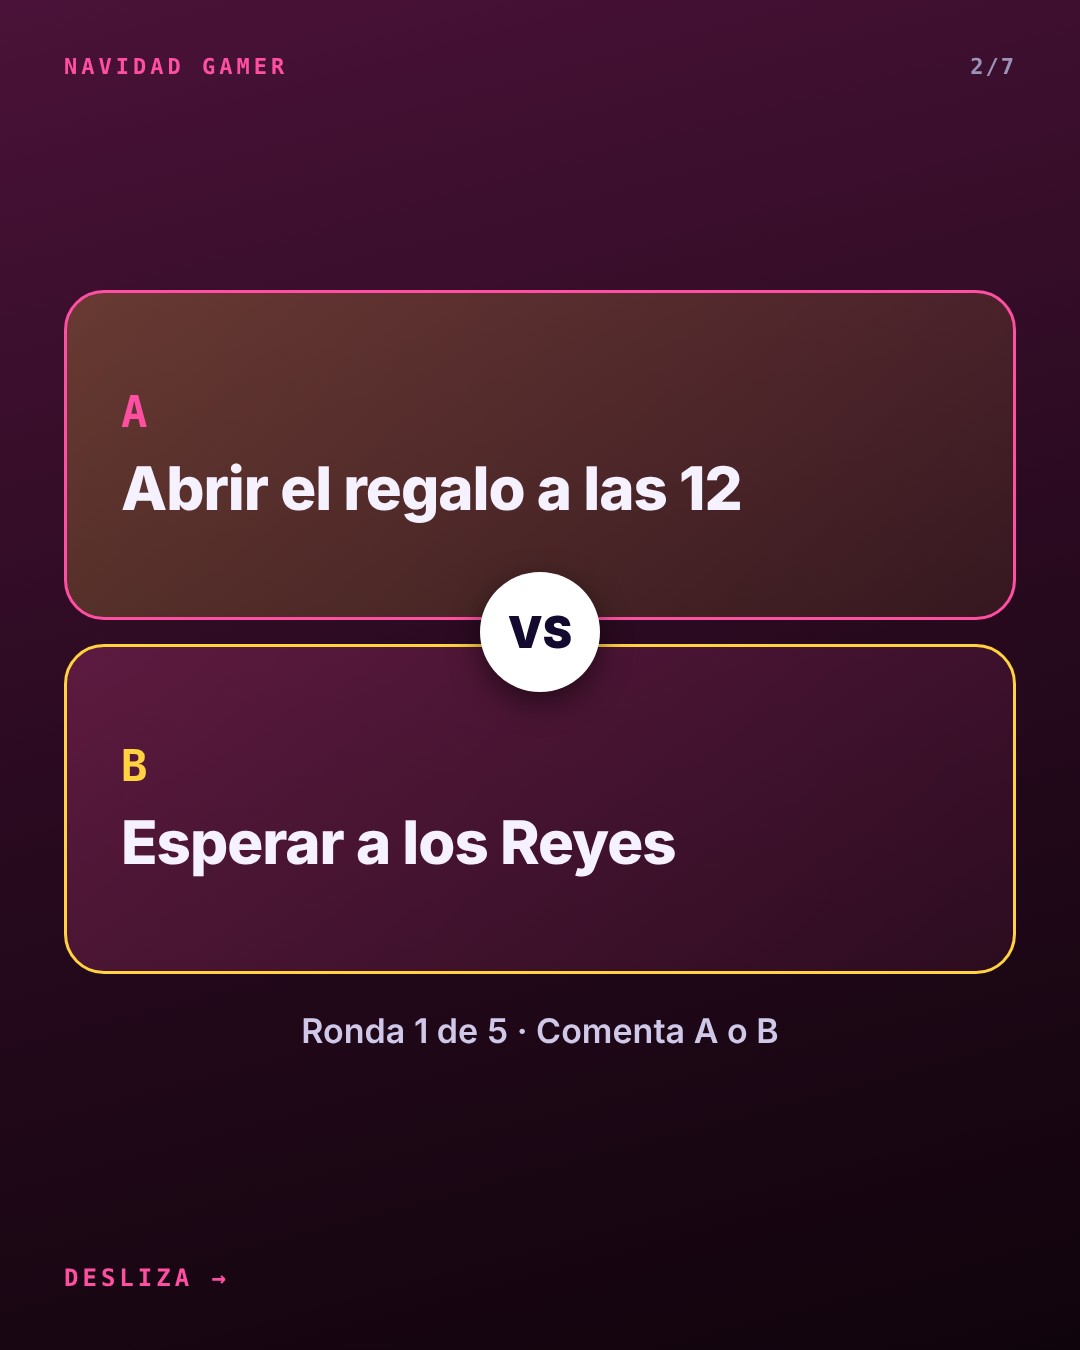 NAVIDAD GAMER
2/7
A
Abrir el regalo a las 12
VS
B
Esperar a los Reyes
Ronda 1 de 5 · Comenta A o B
DESLIZA →